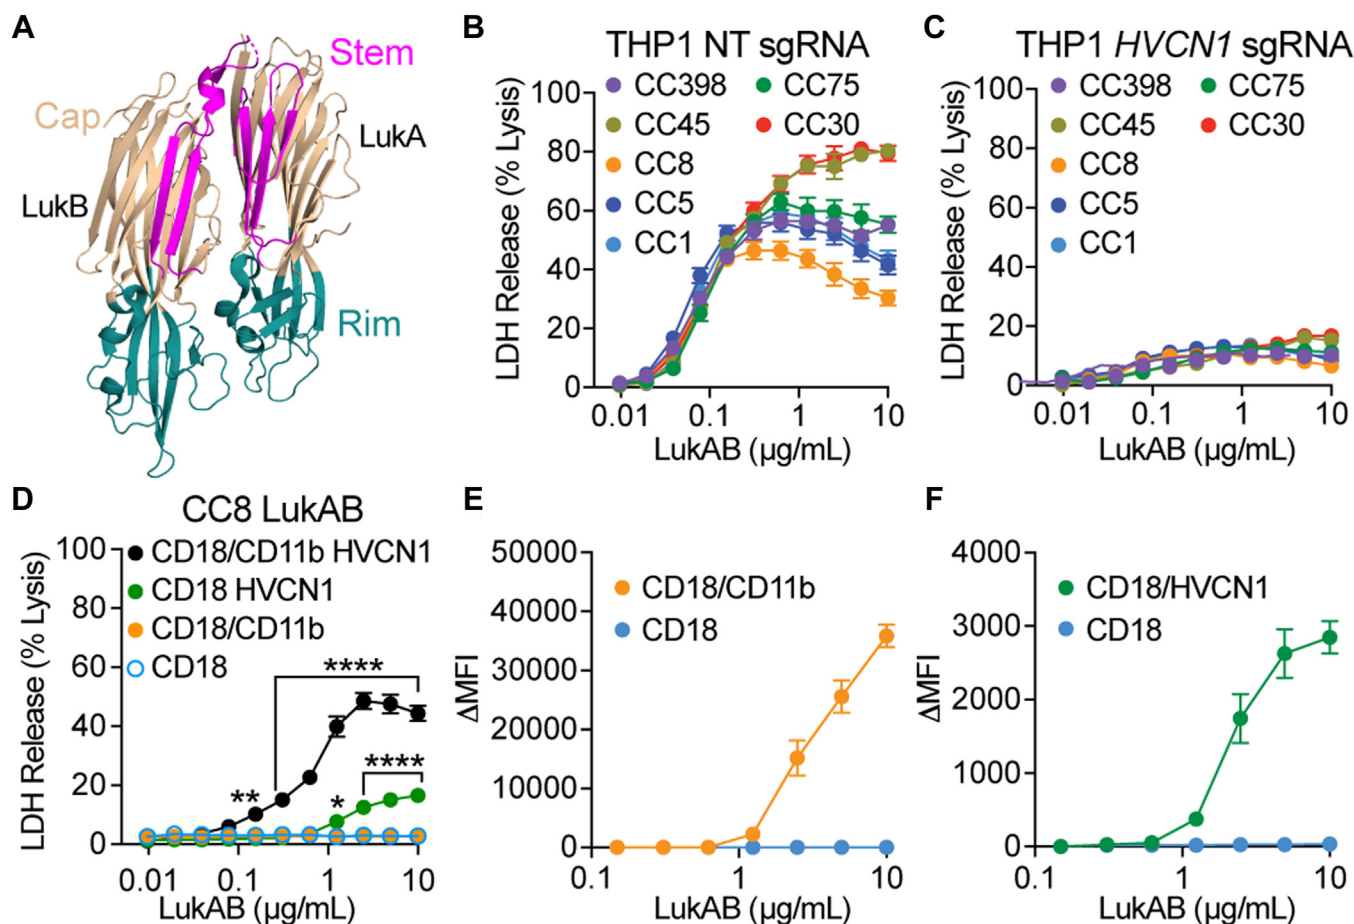 A
Stem
Cap
LukA
LukB
Rim
B
THP1 NT sgRNA
CC398
CC75
CC45
CC30
CC8
CC5
CC1
LDH Release (% Lysis)
100
80
60
40
20
0
0.01
0.1
1
10
LukAB (µg/mL)
C
THP1 HVCN1 sgRNA
CC398
CC75
CC45
CC30
CC8
CC5
CC1
LDH Release (% Lysis)
100
80
60
40
20
0
0.01
0.1
1
10
LukAB (µg/mL)
D
CC8 LukAB
CD18/CD11b HVCN1
CD18 HVCN1
CD18/CD11b
CD18
****
**
*
****
LDH Release (% Lysis)
100
80
60
40
20
0
0.01
0.1
1
10
LukAB (µg/mL)
E
CD18/CD11b
CD18
ΔMFI
50000
40000
30000
20000
10000
0
0.1
1
10
LukAB (µg/mL)
F
CD18/HVCN1
CD18
ΔMFI
4000
3000
2000
1000
0
0.1
1
10
LukAB (µg/mL)